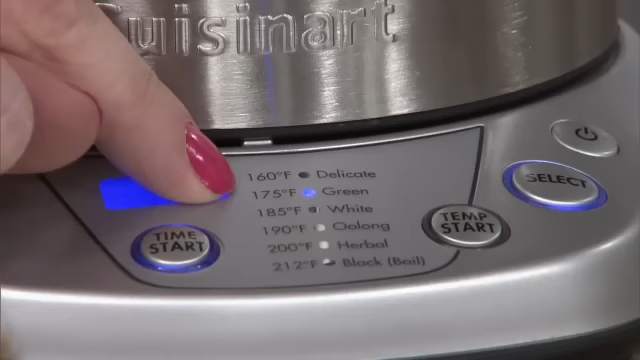 Cuisinart
160°F Delicate
175°F Green
185°F White
190°F Oolong
200°F Herbal
212°F Black (Boil)
TIME START
TEMP START
SELECT